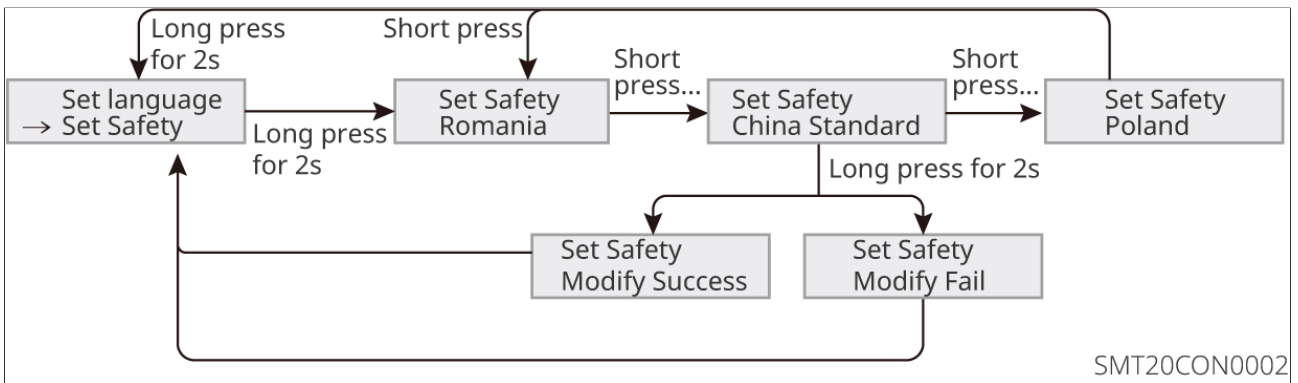 Long press
for 2s
Short press
Short
press...
Short
press...
Set language
→ Set Safety
Long press
for 2s
Set Safety
Romania
Set Safety
China Standard
Set Safety
Poland
Long press for 2s
Set Safety
Modify Success
Set Safety
Modify Fail
SMT20CON0002